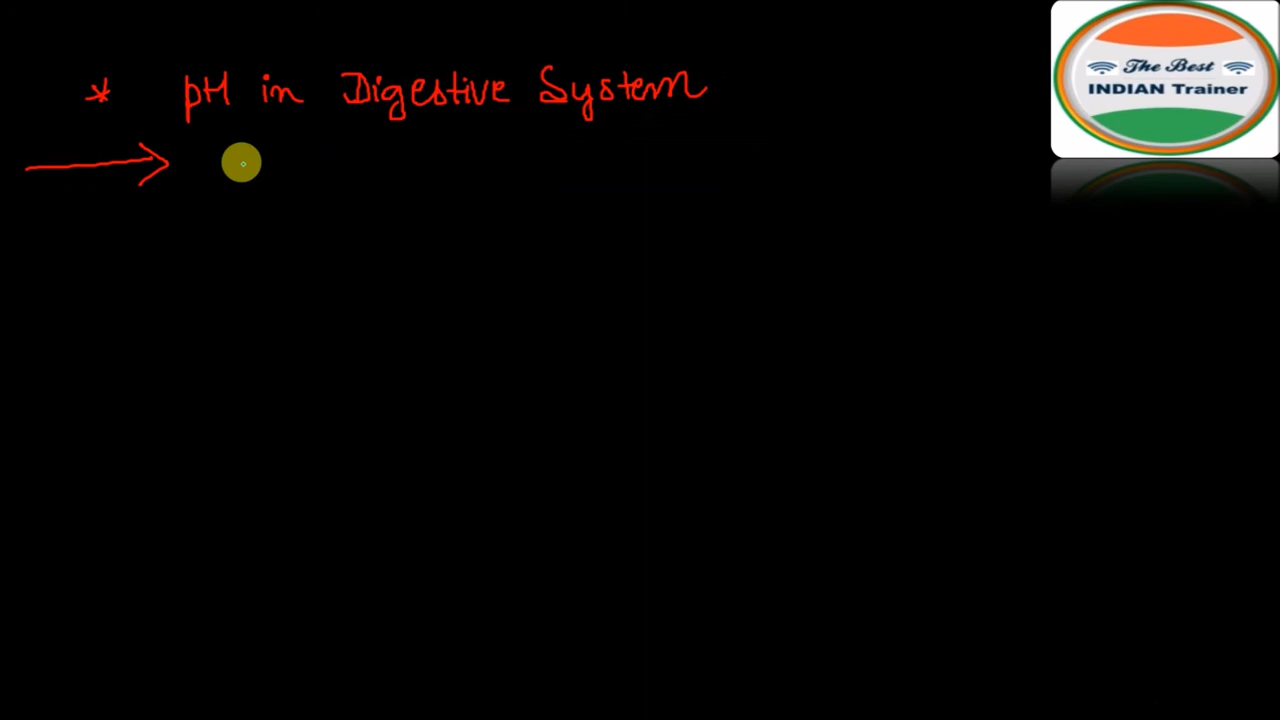 * pH in Digestive System
The Best
INDIAN Trainer